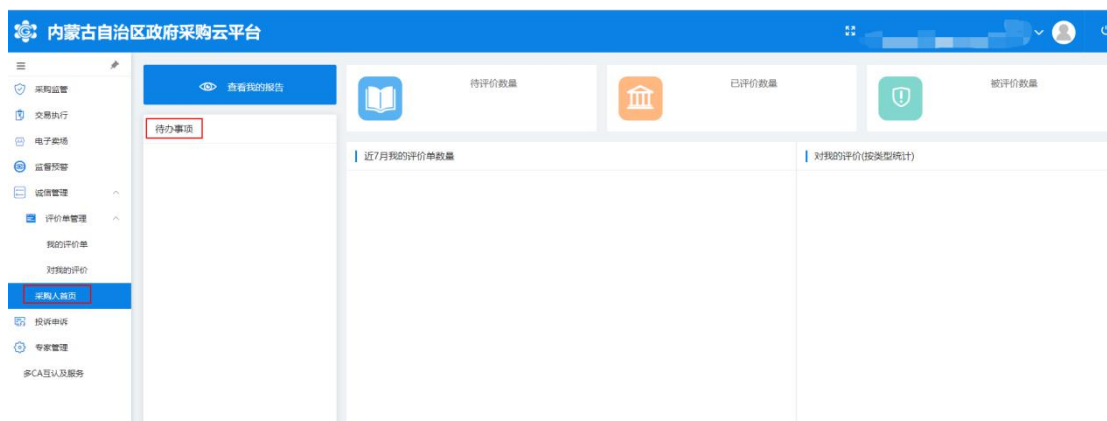 内蒙古自治区政府采购云平台
采购监管
交易执行
电子卖场
监督预警
诚信管理
评价单管理
我的评价单
对我的评价
采购人首页
投诉申诉
专家管理
多CA互认及服务
查看我的报告
待办事项
待评价数量
已评价数量
被评价数量
近7月我的评价单数量
对我的评价(按类型统计)